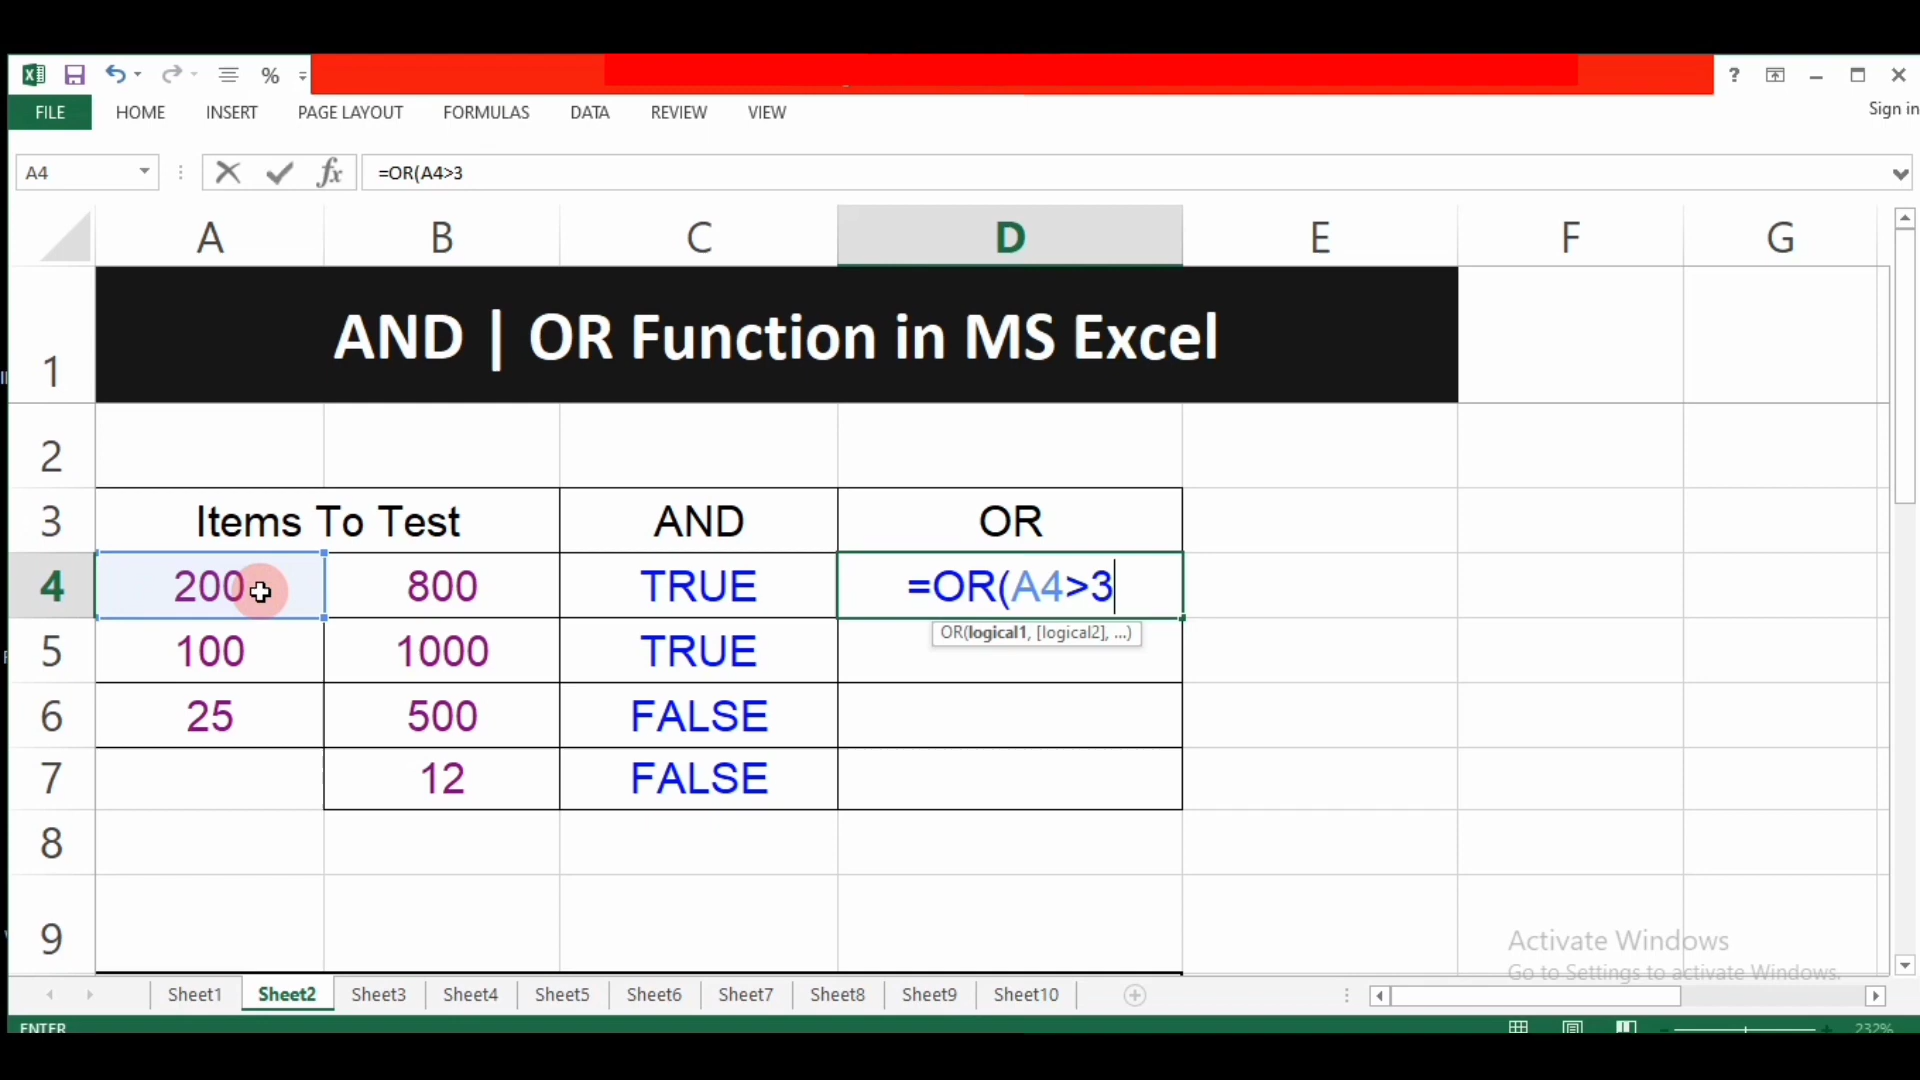 %
?
FILE HOME INSERT PAGE LAYOUT FORMULAS DATA REVIEW VIEW
Sign in
A4 fx =OR(A4>3
A B C D E F G
1 AND | OR Function in MS Excel
2
3 Items To Test AND OR
4 200 800 TRUE =OR(A4>3
OR(logical1, [logical2], ...)
5 100 1000 TRUE
6 25 500 FALSE
7 12 FALSE
8
9
Activate Windows
Go to Settings to activate Windows.
Sheet1 Sheet2 Sheet3 Sheet4 Sheet5 Sheet6 Sheet7 Sheet8 Sheet9 Sheet10
ENTER 232%